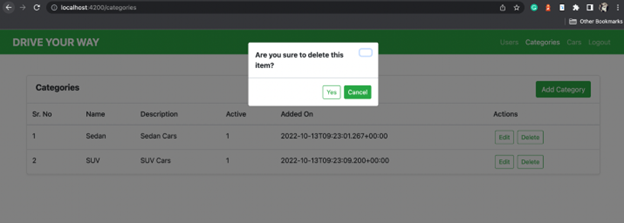 localhost:4200/categories
Other Bookmarks
DRIVE YOUR WAY
Users Categories Cars Logout
Are you sure to delete this
item?
Yes Cancel
Categories
Add Category
Sr. No Name Description Active Added On Actions
1 Sedan Sedan Cars 1 2022-10-13T09:23:01.267+00:00 Edit Delete
2 SUV SUV Cars 1 2022-10-13T09:23:09.200+00:00 Edit Delete